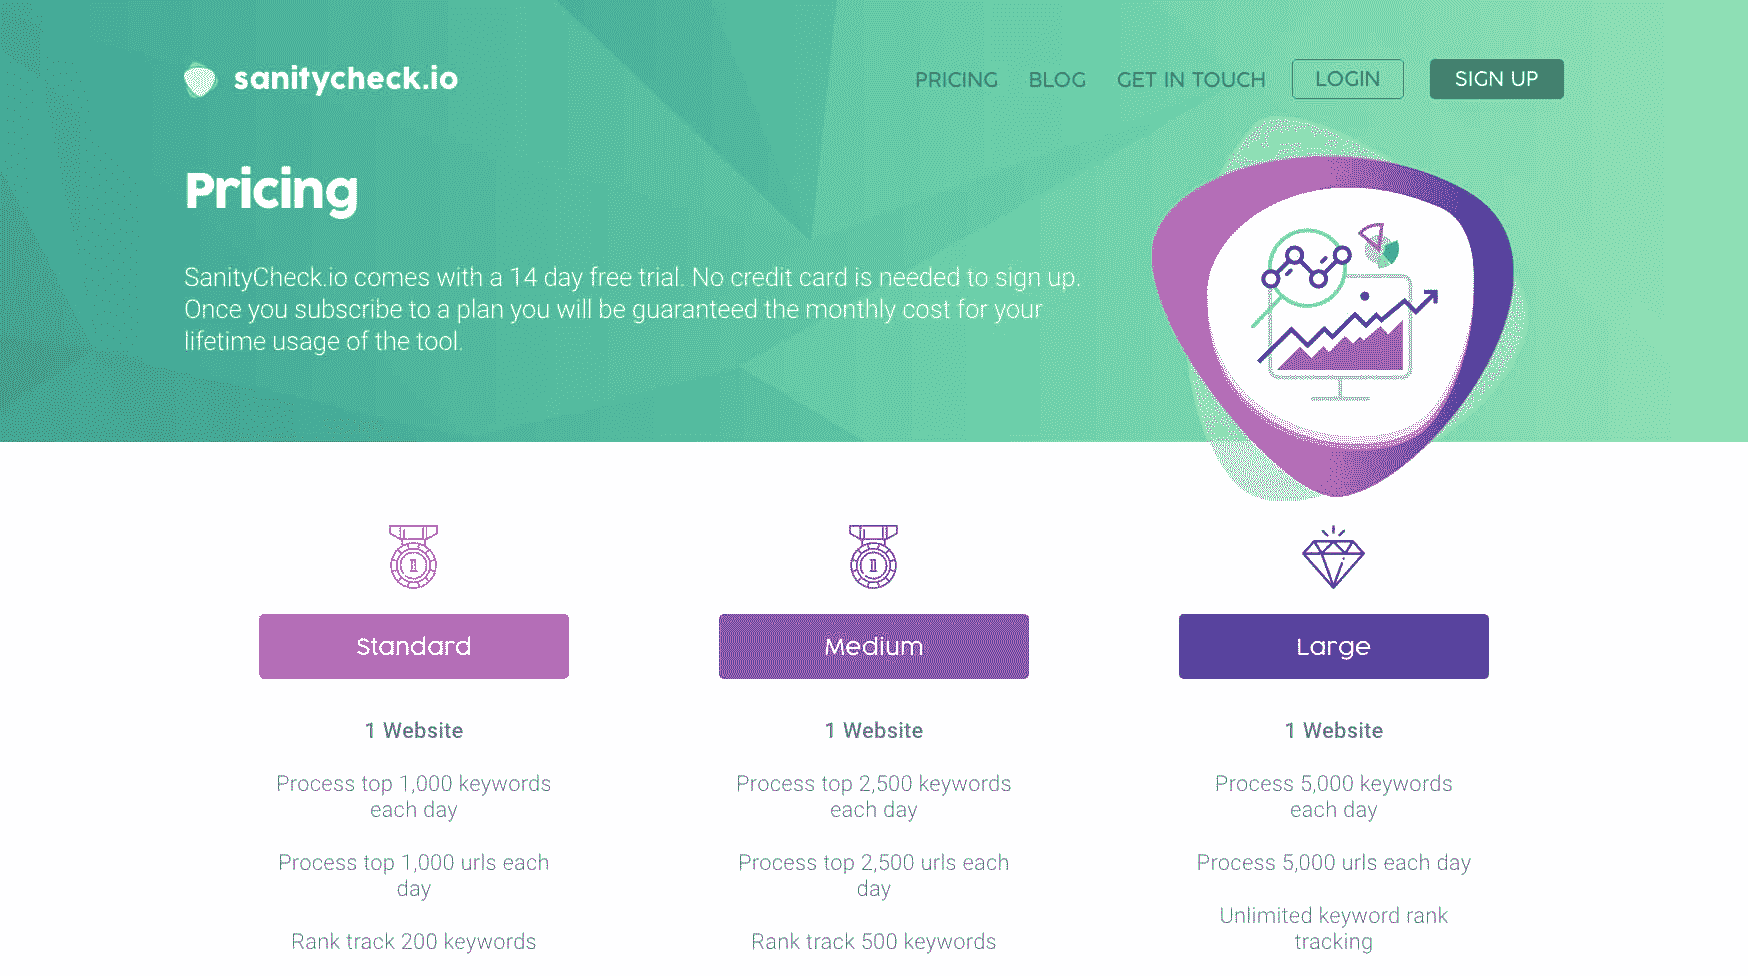 sanitycheck.io
PRICING BLOG GET IN TOUCH LOGIN SIGN UP
Pricing
SanityCheck.io comes with a 14 day free trial. No credit card is needed to sign up.
Once you subscribe to a plan you will be guaranteed the monthly cost for your
lifetime usage of the tool.
1
Standard
1 Website
Process top 1,000 keywords
each day
Process top 1,000 urls each
day
Rank track 200 keywords
1
Medium
1 Website
Process top 2,500 keywords
each day
Process top 2,500 urls each
day
Rank track 500 keywords
Large
1 Website
Process 5,000 keywords
each day
Process 5,000 urls each day
Unlimited keyword rank
tracking